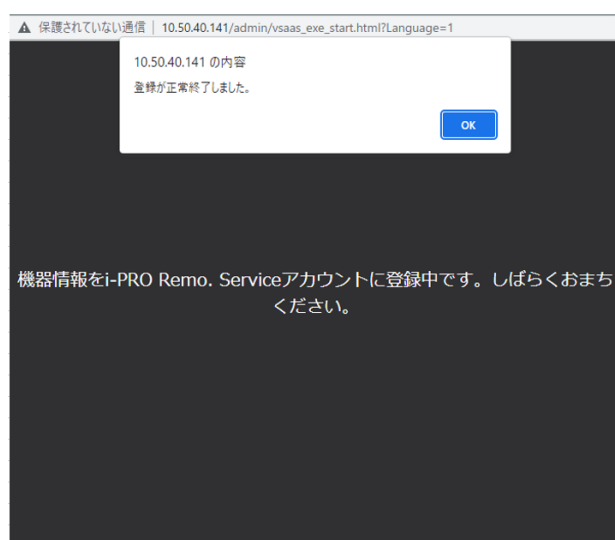 保護されていない通信 | 10.50.40.141/admin/vsaas_exe_start.html?Language=1
10.50.40.141 の内容
登録が正常終了しました。
OK
機器情報をi-PRO Remo. Serviceアカウントに登録中です。しばらくおまち
ください。